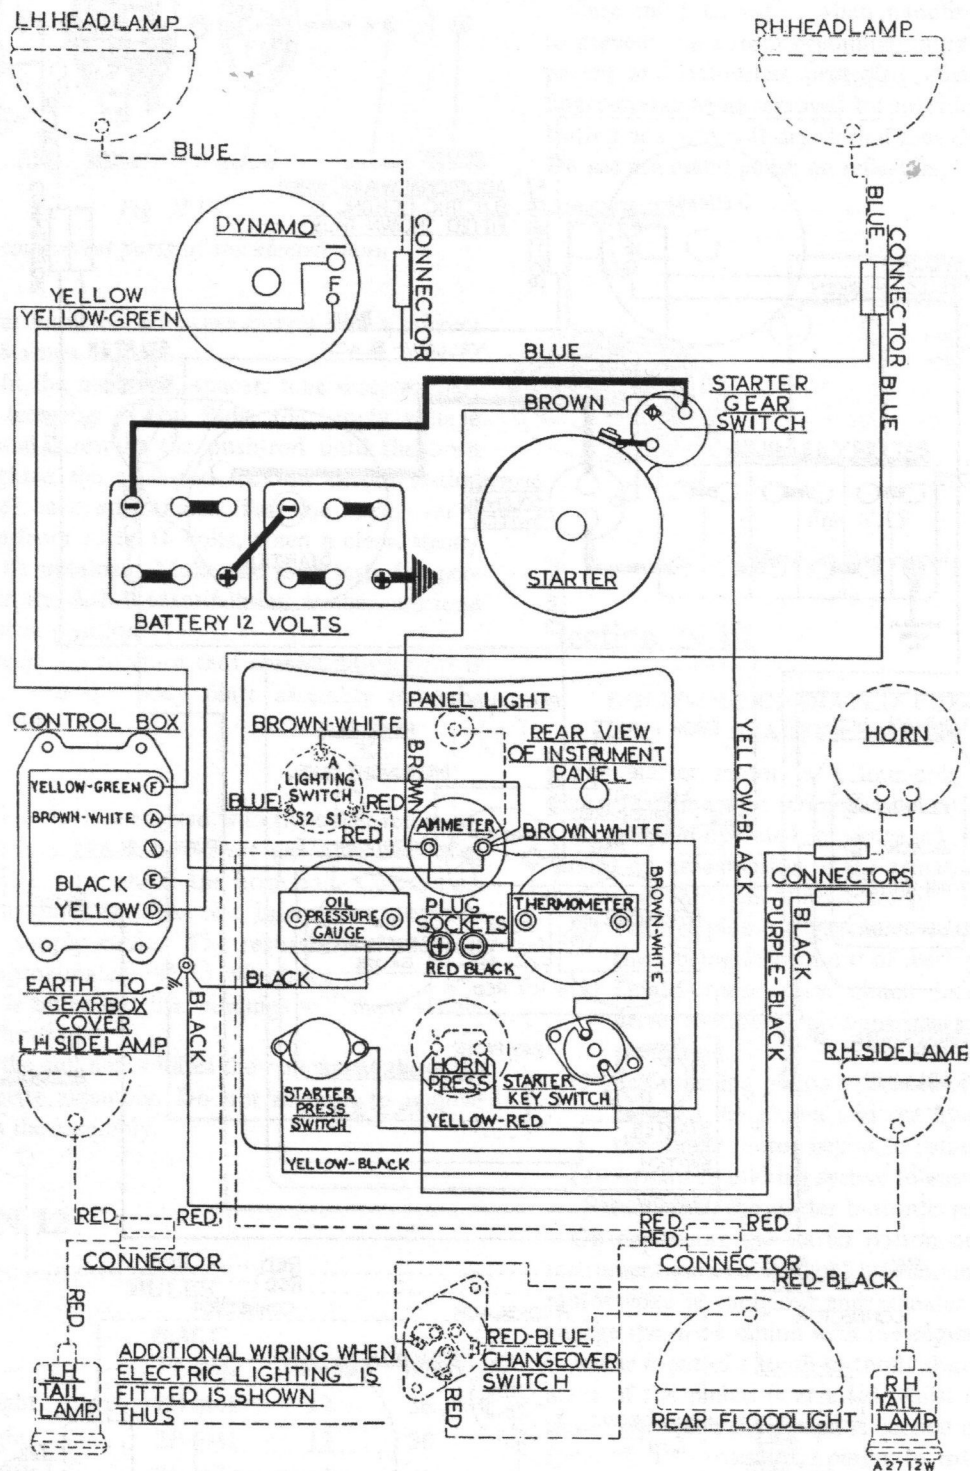 LH HEADLAMP
RH HEADLAMP
BLUE
BLUE
DYNAMO
CONNECTOR
CONNECTOR
F
YELLOW
YELLOW-GREEN
BLUE
BLUE
BROWN
STARTER
GEAR
SWITCH
STARTER
BATTERY 12 VOLTS
PANEL LIGHT
CONTROL BOX
BROWN-WHITE
REAR VIEW
OF INSTRUMENT
PANEL
HORN
A
LIGHTING
SWITCH
BROWN
YELLOW-GREEN F
BROWN-WHITE A
BLUE
S2 S1
RED
RED
AMMETER
BROWN-WHITE
YELLOW-BLACK
E
BLACK
YELLOW D
OIL
PRESSURE
GAUGE
PLUG
SOCKETS
THERMOMETER
BROWN-WHITE
CONNECTORS
RED BLACK
PURPLE-BLACK
BLACK
BLACK
EARTH TO
GEARBOX
COVER
BLACK
LH SIDELAMP
RH SIDELAMP
HORN
PRESS
STARTER
KEY SWITCH
STARTER
PRESS
SWITCH
YELLOW-RED
YELLOW-BLACK
RED
RED
CONNECTOR
RED
RED
RED
CONNECTOR
RED-BLACK
RED
RED-BLUE
CHANGEOVER
SWITCH
RED
ADDITIONAL WIRING WHEN
ELECTRIC LIGHTING IS
FITTED IS SHOWN
THUS
LH
TAIL
LAMP
REAR FLOODLIGHT
RH
TAIL
LAMP
A2712W